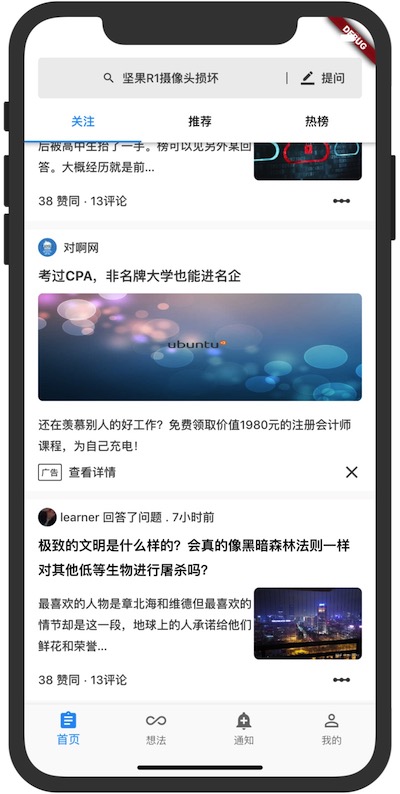 DEBUG
坚果R1摄像头损坏 | 提问
关注 推荐 热榜
后被高中生拾了一手。榜可以见另外某回
答。大概经历就是前...
38 赞同 · 13评论
对啊网
考过CPA，非名牌大学也能进名企
ubuntu
还在羡慕别人的好工作？免费领取价值1980元的注册会计师
课程，为自己充电！
广告 查看详情
learner 回答了问题 . 7小时前
极致的文明是什么样的？会真的像黑暗森林法则一样
对其他低等生物进行屠杀吗？
最喜欢的人物是章北海和维德但最喜欢的
情节却是这一段，地球上的人承诺给他们
鲜花和荣誉...
38 赞同 · 13评论
首页 想法 通知 我的